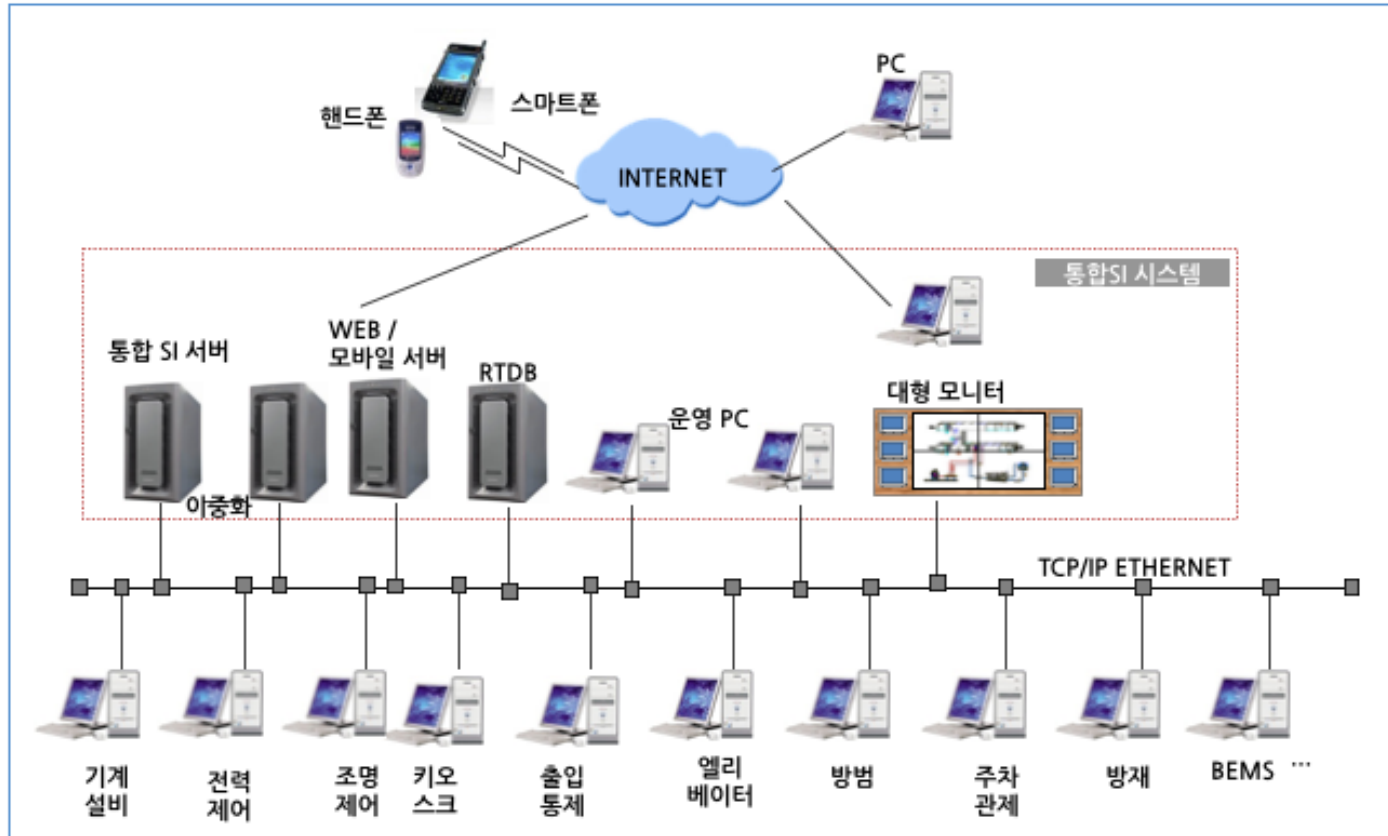 PC
스마트폰
핸드폰
INTERNET
통합SI 시스템
WEB /
모바일 서버
통합 SI 서버
RTDB
대형 모니터
운영 PC
이중화
TCP/IP ETHERNET
기계
설비
전력
제어
조명
제어
키오
스크
출입
통제
엘리
베이터
방범
주차
관제
방재
BEMS ...